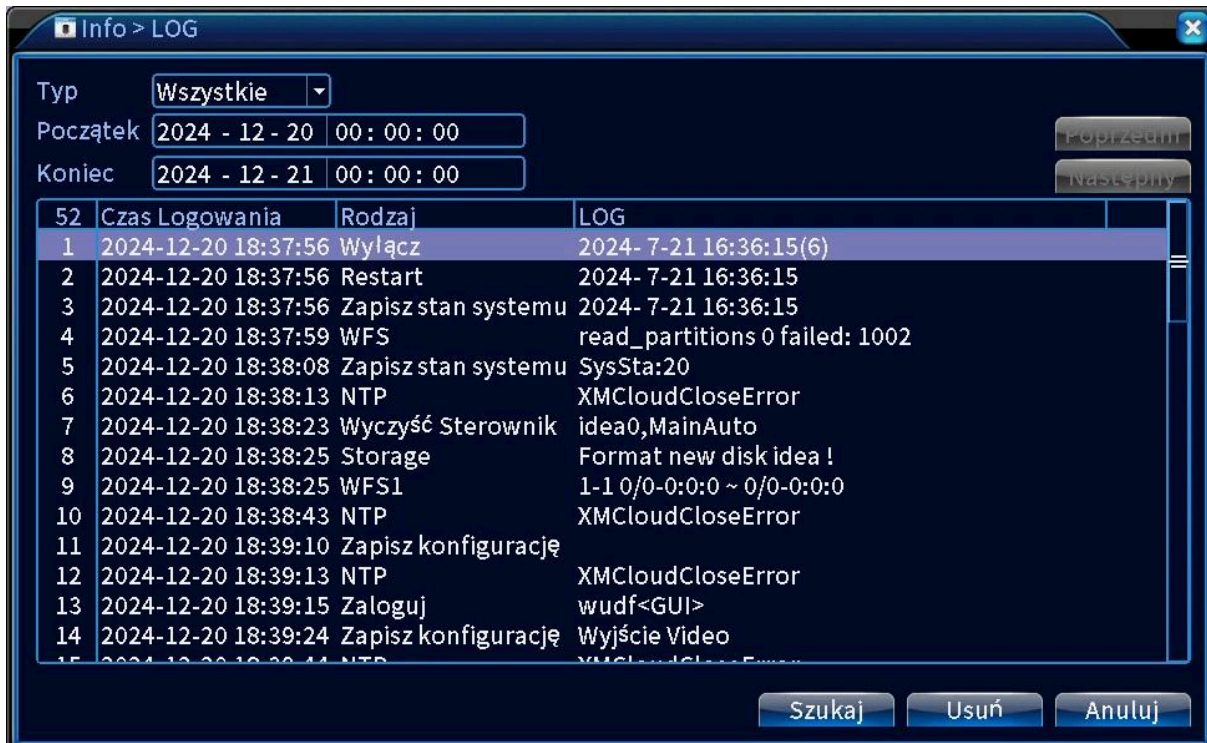 Info > LOG
Typ Wszystkie
Początek 2024 - 12 - 20 00 : 00 : 00
Poprzedni
Koniec 2024 - 12 - 21 00 : 00 : 00
Następny
52 Czas Logowania Rodzaj LOG
1 2024-12-20 18:37:56 Wyłącz 2024- 7-21 16:36:15(6)
2 2024-12-20 18:37:56 Restart 2024- 7-21 16:36:15
3 2024-12-20 18:37:56 Zapisz stan systemu 2024- 7-21 16:36:15
4 2024-12-20 18:37:59 WFS read_partitions 0 failed: 1002
5 2024-12-20 18:38:08 Zapisz stan systemu SysSta:20
6 2024-12-20 18:38:13 NTP XMCloudCloseError
7 2024-12-20 18:38:23 Wyczyść Sterownik idea0,MainAuto
8 2024-12-20 18:38:25 Storage Format new disk idea !
9 2024-12-20 18:38:25 WFS1 1-1 0/0-0:0:0 ~ 0/0-0:0:0
10 2024-12-20 18:38:43 NTP XMCloudCloseError
11 2024-12-20 18:39:10 Zapisz konfigurację
12 2024-12-20 18:39:13 NTP XMCloudCloseError
13 2024-12-20 18:39:15 Zaloguj wudf<GUI>
14 2024-12-20 18:39:24 Zapisz konfigurację Wyjście Video
Szukaj Usuń Anuluj